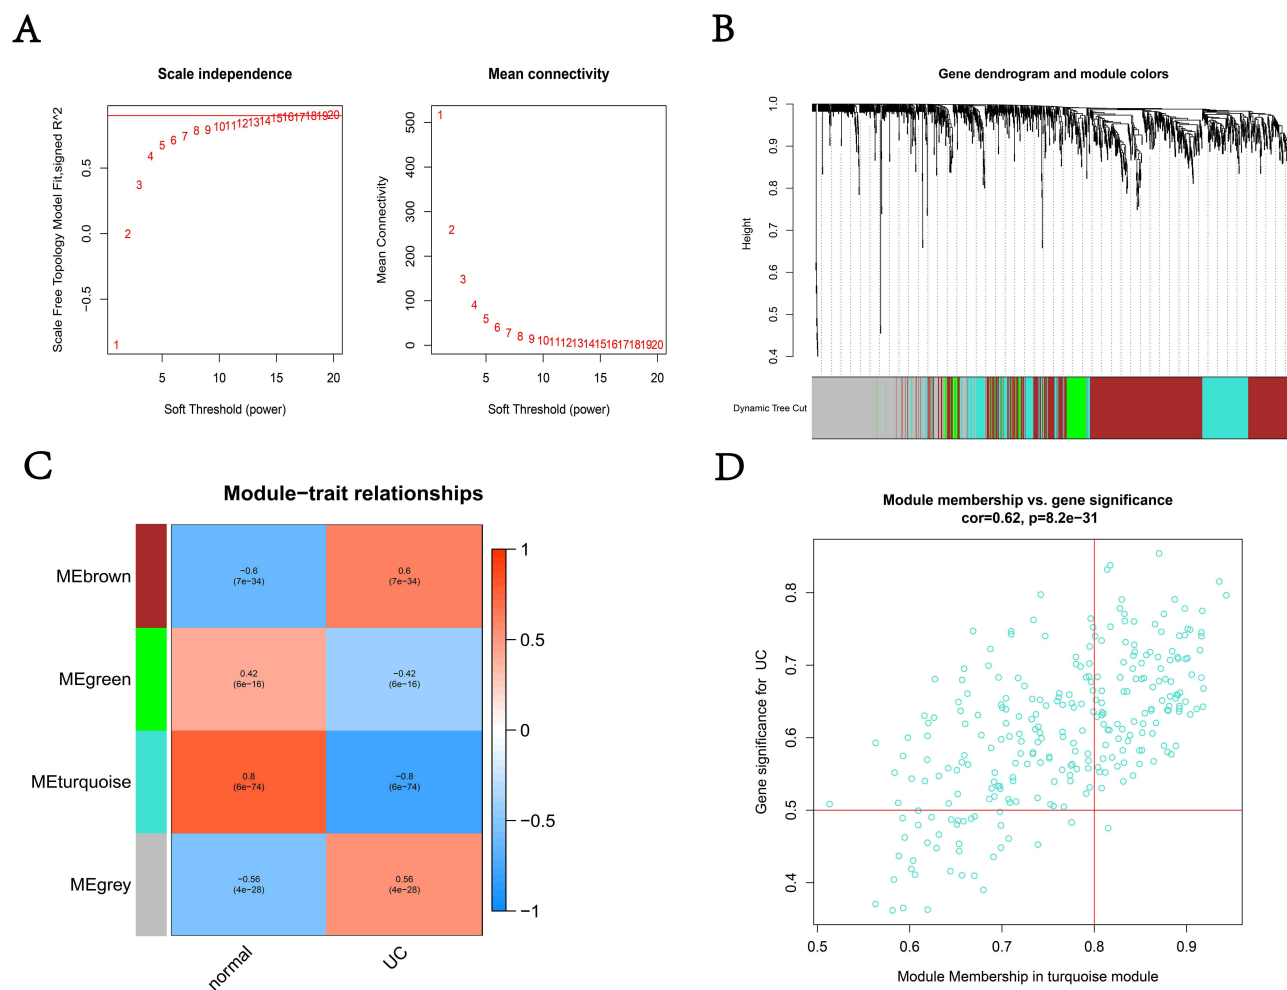 A
Scale independence
Scale Free Topology Model Fit,signed R^2
0.5
0.0
−0.5
1
2
3
4
5
6
7
8
9
10
11
12
13
14
15
16
17
18
19
20
5
10
15
20
Soft Threshold (power)
Mean connectivity
Mean Connectivity
500
400
300
200
100
0
1
2
3
4
5
6
7
8
9
10
11
12
13
14
15
16
17
18
19
20
5
10
15
20
Soft Threshold (power)
B
Gene dendrogram and module colors
Height
1.0
0.9
0.8
0.7
0.6
0.5
0.4
Dynamic Tree Cut
C
Module−trait relationships
MEbrown
−0.6
(7e−34)
0.6
(7e−34)
MEgreen
0.42
(6e−16)
−0.42
(6e−16)
MEturquoise
0.8
(6e−74)
−0.8
(6e−74)
MEgrey
−0.56
(4e−28)
0.56
(4e−28)
normal
UC
1
0.5
0
−0.5
−1
D
Module membership vs. gene significance
cor=0.62, p=8.2e−31
Gene significance for UC
0.8
0.7
0.6
0.5
0.4
0.5
0.6
0.7
0.8
0.9
Module Membership in turquoise module